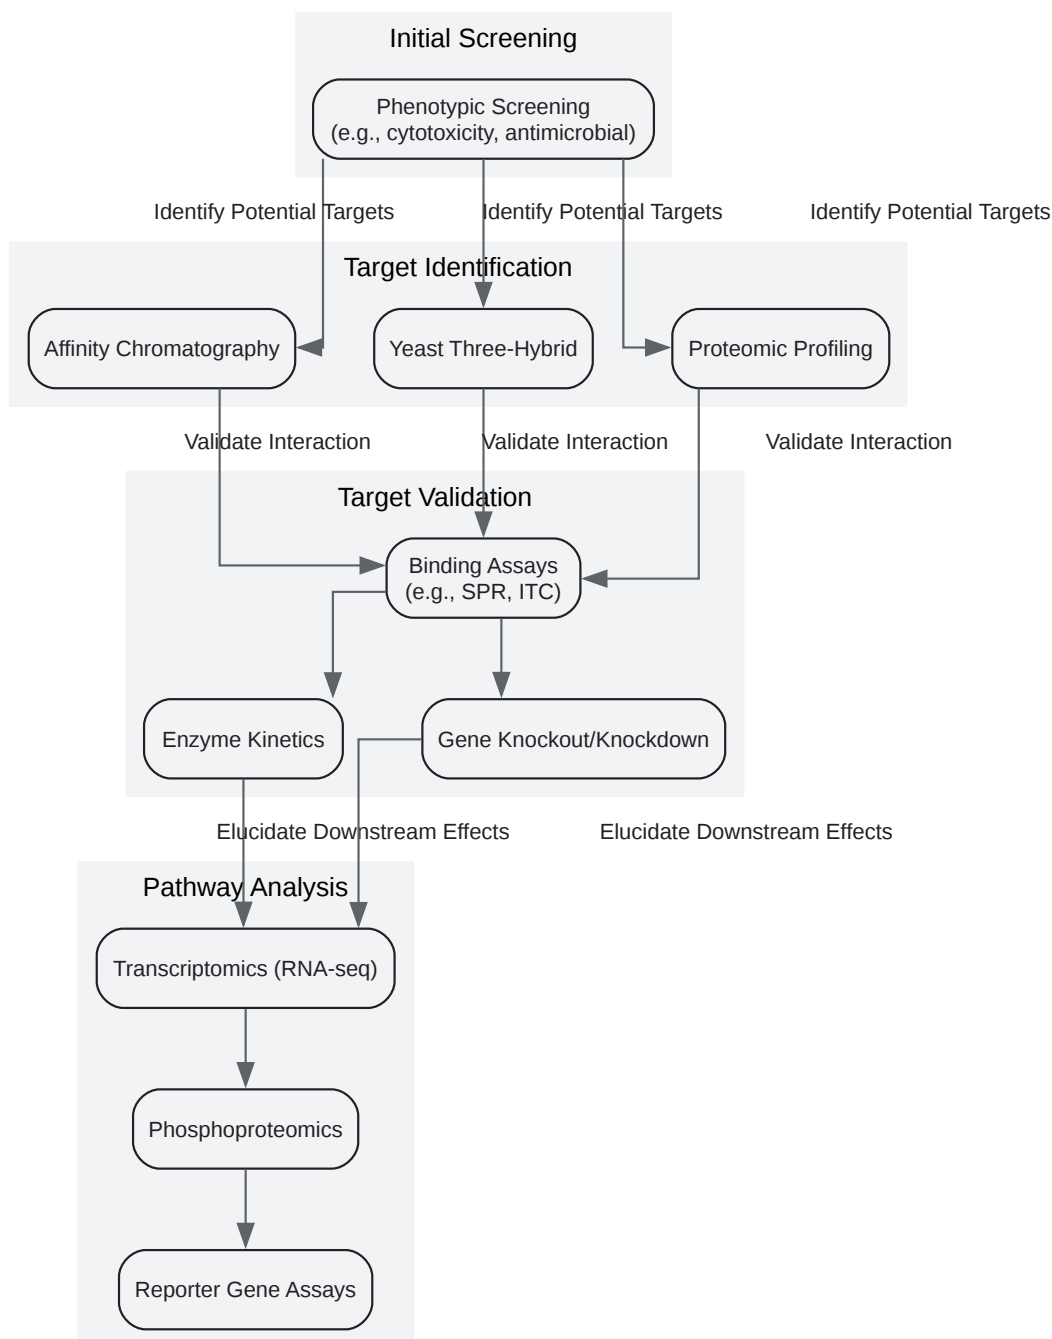 Initial Screening
Phenotypic Screening
(e.g., cytotoxicity, antimicrobial)
Identify Potential Targets
Identify Potential Targets
Identify Potential Targets
Target Identification
Affinity Chromatography
Yeast Three-Hybrid
Proteomic Profiling
Validate Interaction
Validate Interaction
Validate Interaction
Target Validation
Binding Assays
(e.g., SPR, ITC)
Enzyme Kinetics
Gene Knockout/Knockdown
Elucidate Downstream Effects
Elucidate Downstream Effects
Pathway Analysis
Transcriptomics (RNA-seq)
Phosphoproteomics
Reporter Gene Assays